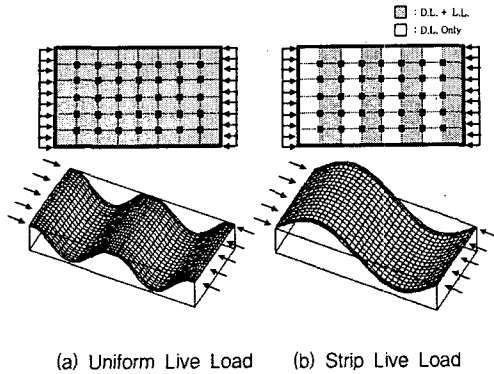 : D.L. + L.L.
: D.L. Only
(a) Uniform Live Load
(b) Strip Live Load